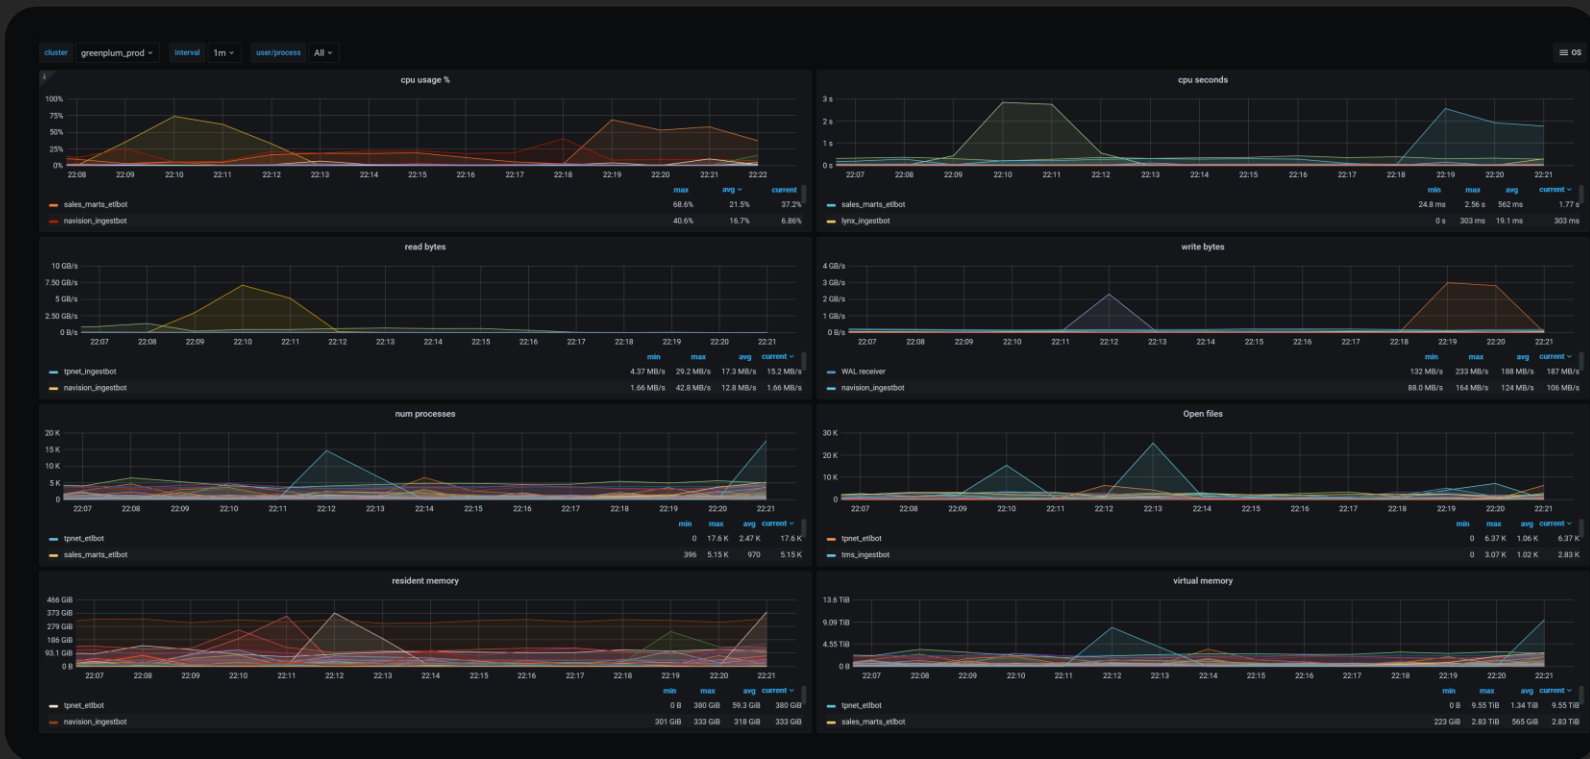 cluster greenplum_prod interval 1m user/process All OS
cpu usage %
100%
75%
50%
25%
0%
22:08 22:09 22:10 22:11 22:12 22:13 22:14 22:15 22:16 22:17 22:18 22:19 22:20 22:21 22:22
max avg current
sales_marts_etlbot 68.6% 21.5% 37.2%
navision_ingestbot 40.6% 16.7% 6.86%
cpu seconds
3 s
2 s
1 s
0 s
22:07 22:08 22:09 22:10 22:11 22:12 22:13 22:14 22:15 22:16 22:17 22:18 22:19 22:20 22:21
min max avg current
sales_marts_etlbot 24.8 ms 2.56 s 562 ms 1.77 s
lynx_ingestbot 0 s 303 ms 19.1 ms 303 ms
read bytes
10 GB/s
7.50 GB/s
5 GB/s
2.50 GB/s
0 B/s
22:07 22:08 22:09 22:10 22:11 22:12 22:13 22:14 22:15 22:16 22:17 22:18 22:19 22:20 22:21
min max avg current
tpnet_ingestbot 4.37 MB/s 29.2 MB/s 17.3 MB/s 15.2 MB/s
navision_ingestbot 1.66 MB/s 42.8 MB/s 12.8 MB/s 1.66 MB/s
write bytes
4 GB/s
3 GB/s
2 GB/s
1 GB/s
0 B/s
22:07 22:08 22:09 22:10 22:11 22:12 22:13 22:14 22:15 22:16 22:17 22:18 22:19 22:20 22:21
min max avg current
WAL receiver 132 MB/s 233 MB/s 188 MB/s 187 MB/s
navision_ingestbot 88.0 MB/s 164 MB/s 124 MB/s 106 MB/s
num processes
20 K
15 K
10 K
5 K
0
22:07 22:08 22:09 22:10 22:11 22:12 22:13 22:14 22:15 22:16 22:17 22:18 22:19 22:20 22:21
min max avg current
tpnet_etlbot 0 17.6 K 2.47 K 17.6 K
sales_marts_etlbot 396 5.15 K 970 5.15 K
Open files
30 K
20 K
10 K
0
22:07 22:08 22:09 22:10 22:11 22:12 22:13 22:14 22:15 22:16 22:17 22:18 22:19 22:20 22:21
min max avg current
tpnet_etlbot 0 6.37 K 1.06 K 6.37 K
tms_ingestbot 0 3.07 K 1.02 K 2.83 K
resident memory
466 GiB
373 GiB
279 GiB
186 GiB
93.1 GiB
0 B
22:07 22:08 22:09 22:10 22:11 22:12 22:13 22:14 22:15 22:16 22:17 22:18 22:19 22:20 22:21
min max avg current
tpnet_etlbot 0 B 380 GiB 59.3 GiB 380 GiB
navision_ingestbot 301 GiB 333 GiB 318 GiB 333 GiB
virtual memory
13.6 TiB
9.09 TiB
4.55 TiB
0 B
22:07 22:08 22:09 22:10 22:11 22:12 22:13 22:14 22:15 22:16 22:17 22:18 22:19 22:20 22:21
min max avg current
tpnet_etlbot 0 B 9.55 TiB 1.34 TiB 9.55 TiB
sales_marts_etlbot 223 GiB 2.83 TiB 565 GiB 2.83 TiB